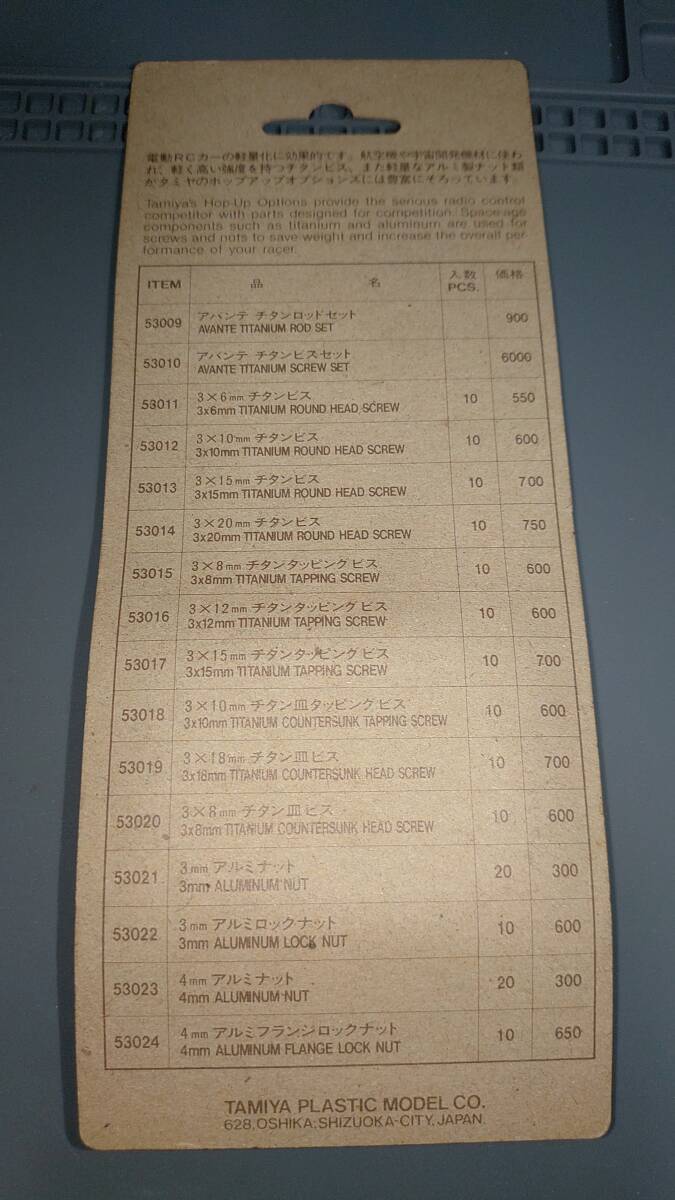 電動RCカーの軽量化に効果的です。航空機や宇宙開発機材に使わ
れ、軽く高い強度を持つチタンビス、また軽量なアルミ製ナット類
がタミヤのホップアップオプションズには豊富にそろっています。
Tamiya's Hop-Up Options provide the serious radio control
competitor with parts designed for competition. Space-age
components such as titanium and aluminum are used for
screws and nuts to save weight and increase the overall per-
formance of your racer.
ITEM 品名 入数 PCS. 価格
53009 アバンテ チタンロッドセット 900
AVANTE TITANIUM ROD SET
53010 アバンテ チタンビスセット 6000
AVANTE TITANIUM SCREW SET
53011 3×6mm チタンビス 10 550
3x6mm TITANIUM ROUND HEAD SCREW
53012 3×10mm チタンビス 10 600
3x10mm TITANIUM ROUND HEAD SCREW
53013 3×15mm チタンビス 10 700
3x15mm TITANIUM ROUND HEAD SCREW
53014 3×20mm チタンビス 10 750
3x20mm TITANIUM ROUND HEAD SCREW
53015 3×8mm チタンタッピングビス 10 600
3x8mm TITANIUM TAPPING SCREW
53016 3×12mm チタンタッピングビス 10 600
3x12mm TITANIUM TAPPING SCREW
53017 3×15mm チタンタッピングビス 10 700
3x15mm TITANIUM TAPPING SCREW
53018 3×10mm チタン皿タッピングビス 10 600
3x10mm TITANIUM COUNTERSUNK TAPPING SCREW
53019 3×18mm チタン皿ビス 10 700
3x18mm TITANIUM COUNTERSUNK HEAD SCREW
53020 3×8mm チタン皿ビス 10 600
3x8mm TITANIUM COUNTERSUNK HEAD SCREW
53021 3mm アルミナット 20 300
3mm ALUMINUM NUT
53022 3mm アルミロックナット 10 600
3mm ALUMINUM LOCK NUT
53023 4mm アルミナット 20 300
4mm ALUMINUM NUT
53024 4mm アルミフランジロックナット 10 650
4mm ALUMINUM FLANGE LOCK NUT
TAMIYA PLASTIC MODEL CO.
628, OSHIKA, SHIZUOKA-CITY, JAPAN.